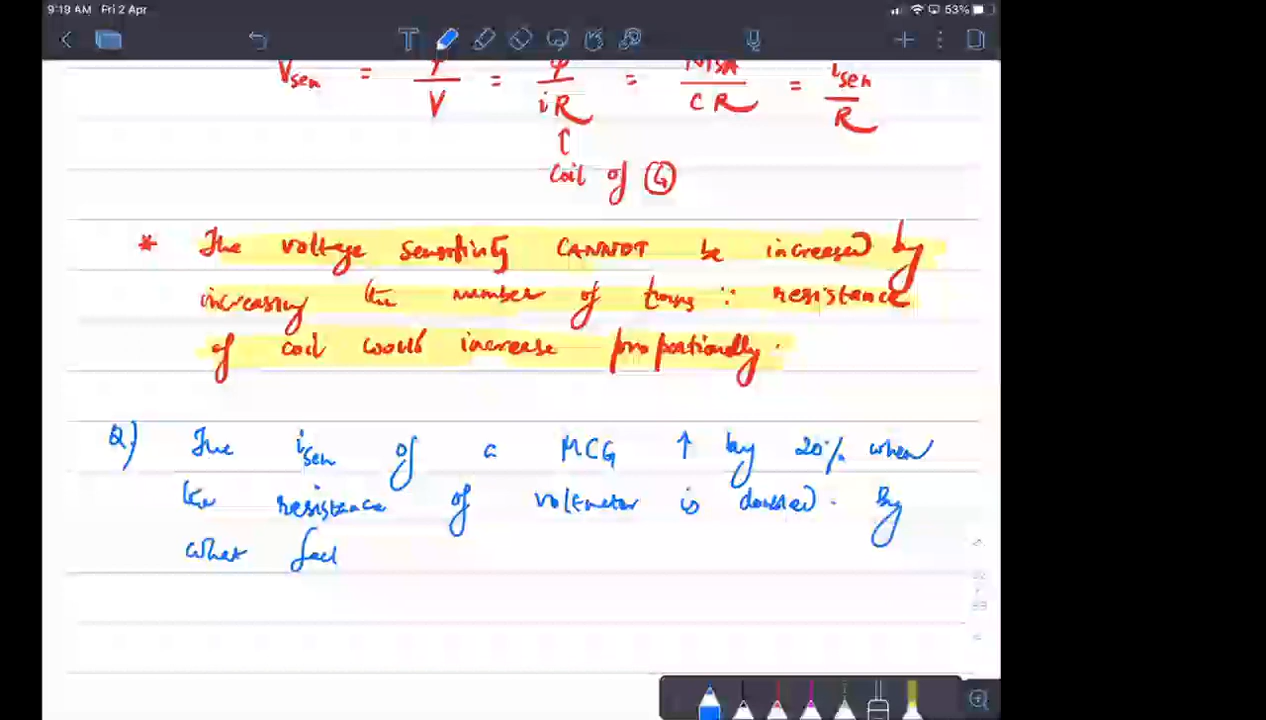 9:19 AM Fri 2 Apr 53%
Vsen = / V = φ / iR = / CR = isen / R
↑
coil of G
* The voltage sensitivity CANNOT be increased by
increasing the number of turns ∵ resistance
of coil would increase proportionally.
Q) The isen of a MCG ↑ by 20% when
the resistance of voltmeter is doubled. By
what fact